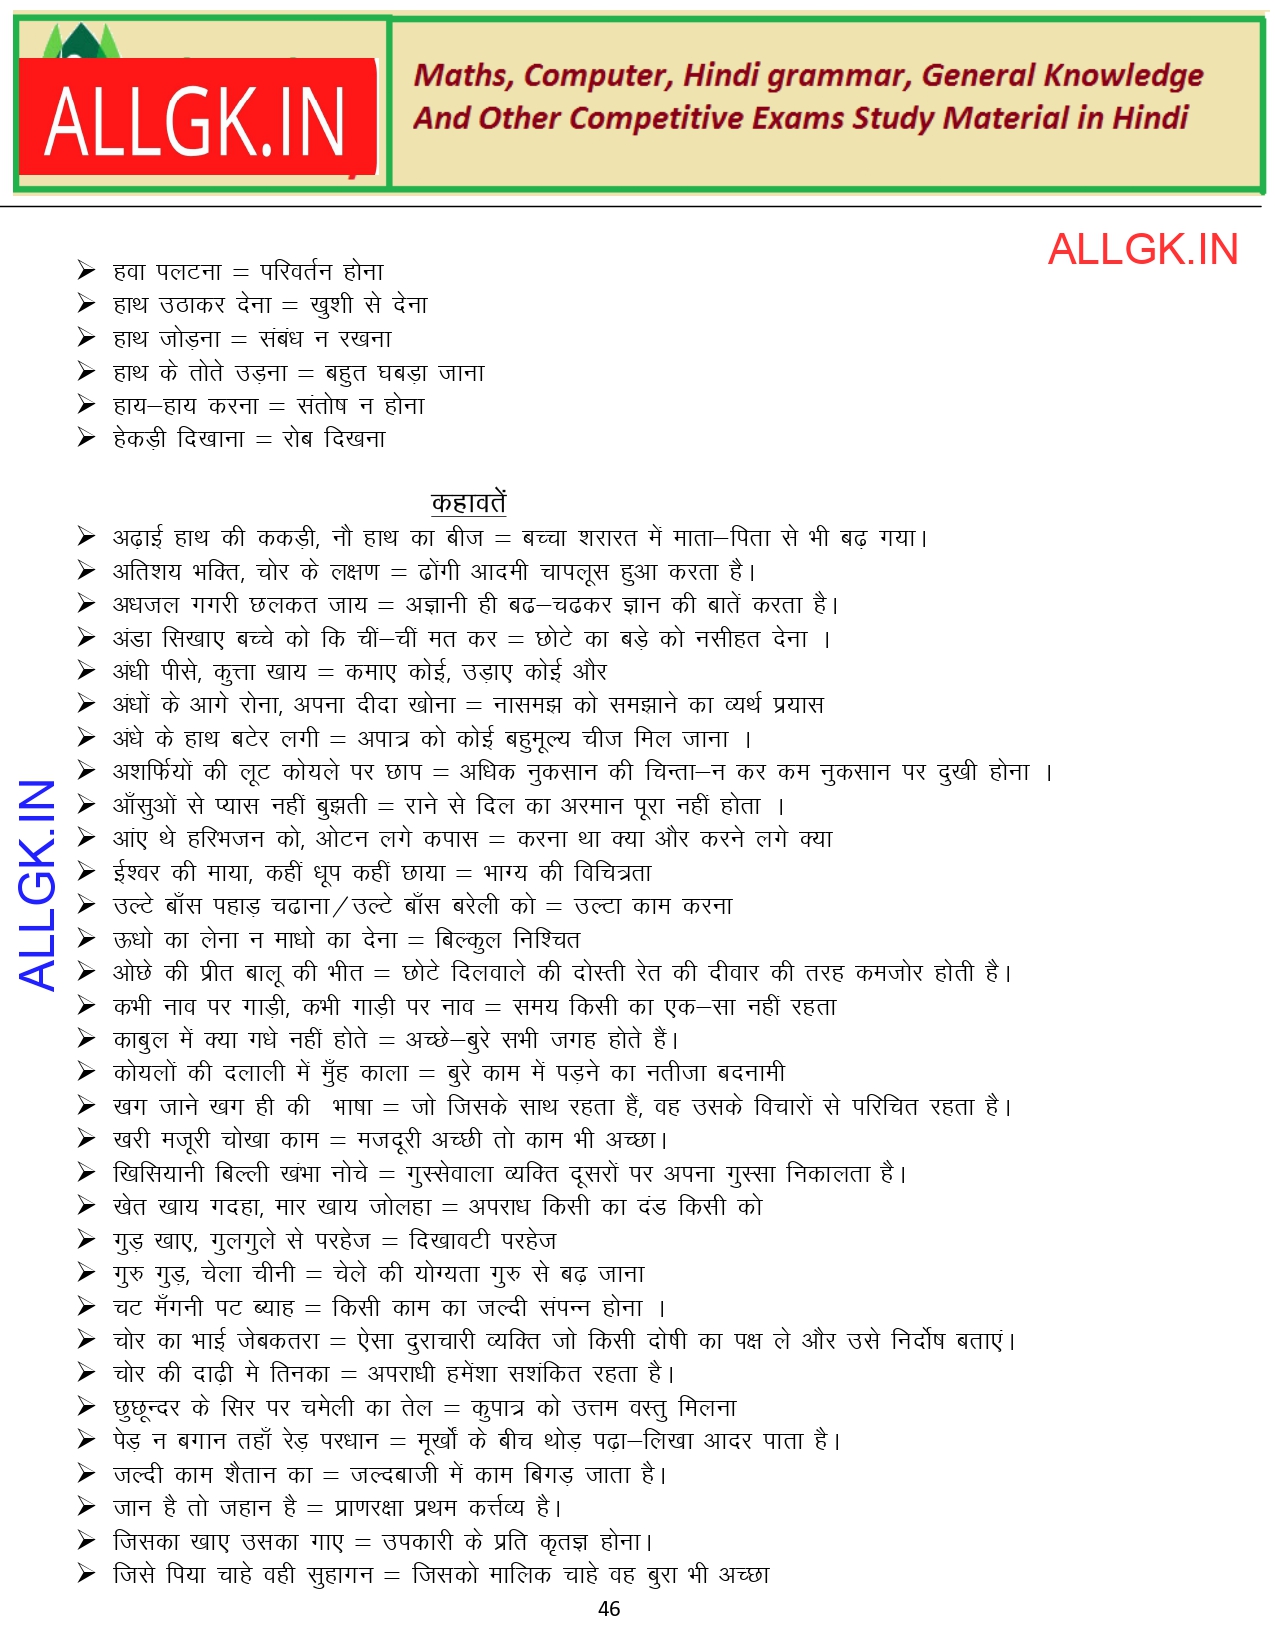 ALLGK.IN
Maths, Computer, Hindi grammar, General Knowledge
And Other Competitive Exams Study Material in Hindi
ALLGK.IN
➢ हवा पलटना = परिवर्तन होना
➢ हाथ उठाकर देना = खुशी से देना
➢ हाथ जोड़ना = संबंध न रखना
➢ हाथ के तोते उड़ना = बहुत घबड़ा जाना
➢ हाय–हाय करना = संतोष न होना
➢ हेकड़ी दिखाना = रोब दिखना
कहावतें
➢ अढ़ाई हाथ की ककड़ी, नौ हाथ का बीज = बच्चा शरारत में माता–पिता से भी बढ़ गया।
➢ अतिशय भक्ति, चोर के लक्षण = ढोंगी आदमी चापलूस हुआ करता है।
➢ अधजल गगरी छलकत जाय = अज्ञानी ही बढ–चढकर ज्ञान की बातें करता है।
➢ अंडा सिखाए बच्चे को कि चीं–चीं मत कर = छोटे का बड़े को नसीहत देना ।
➢ अंधी पीसे, कुत्ता खाय = कमाए कोई, उड़ाए कोई और
➢ अंधों के आगे रोना, अपना दीदा खोना = नासमझ को समझाने का व्यर्थ प्रयास
➢ अंधे के हाथ बटेर लगी = अपात्र को कोई बहुमूल्य चीज मिल जाना ।
➢ अशर्फियों की लूट कोयले पर छाप = अधिक नुकसान की चिन्ता–न कर कम नुकसान पर दुखी होना ।
➢ आँसुओं से प्यास नहीं बुझती = राने से दिल का अरमान पूरा नहीं होता ।
➢ आंए थे हरिभजन को, ओटन लगे कपास = करना था क्या और करने लगे क्या
➢ ईश्वर की माया, कहीं धूप कहीं छाया = भाग्य की विचित्रता
➢ उल्टे बाँस पहाड़ चढाना/उल्टे बाँस बरेली को = उल्टा काम करना
➢ ऊधो का लेना न माधो का देना = बिल्कुल निश्चित
➢ ओछे की प्रीत बालू की भीत = छोटे दिलवाले की दोस्ती रेत की दीवार की तरह कमजोर होती है।
➢ कभी नाव पर गाड़ी, कभी गाड़ी पर नाव = समय किसी का एक–सा नहीं रहता
➢ काबुल में क्या गधे नहीं होते = अच्छे–बुरे सभी जगह होते हैं।
➢ कोयलों की दलाली में मुँह काला = बुरे काम में पड़ने का नतीजा बदनामी
➢ खग जाने खग ही की भाषा = जो जिसके साथ रहता हैं, वह उसके विचारों से परिचित रहता है।
➢ खरी मजूरी चोखा काम = मजदूरी अच्छी तो काम भी अच्छा।
➢ खिसियानी बिल्ली खंभा नोचे = गुस्सेवाला व्यक्ति दूसरों पर अपना गुस्सा निकालता है।
➢ खेत खाय गदहा, मार खाय जोलहा = अपराध किसी का दंड किसी को
➢ गुड़ खाए, गुलगुले से परहेज = दिखावटी परहेज
➢ गुरु गुड़, चेला चीनी = चेले की योग्यता गुरु से बढ़ जाना
➢ चट मँगनी पट ब्याह = किसी काम का जल्दी संपन्न होना ।
➢ चोर का भाई जेबकतरा = ऐसा दुराचारी व्यक्ति जो किसी दोषी का पक्ष ले और उसे निर्दोष बताएं।
➢ चोर की दाढ़ी मे तिनका = अपराधी हमेंशा सशंकित रहता है।
➢ छुछून्दर के सिर पर चमेली का तेल = कुपात्र को उत्तम वस्तु मिलना
➢ पेड़ न बगान तहाँ रेड़ परधान = मूर्खों के बीच थोड़ पढ़ा–लिखा आदर पाता है।
➢ जल्दी काम शैतान का = जल्दबाजी में काम बिगड़ जाता है।
➢ जान है तो जहान है = प्राणरक्षा प्रथम कर्त्तव्य है।
➢ जिसका खाए उसका गाए = उपकारी के प्रति कृतज्ञ होना।
➢ जिसे पिया चाहे वही सुहागन = जिसको मालिक चाहे वह बुरा भी अच्छा
ALLGK.IN
46